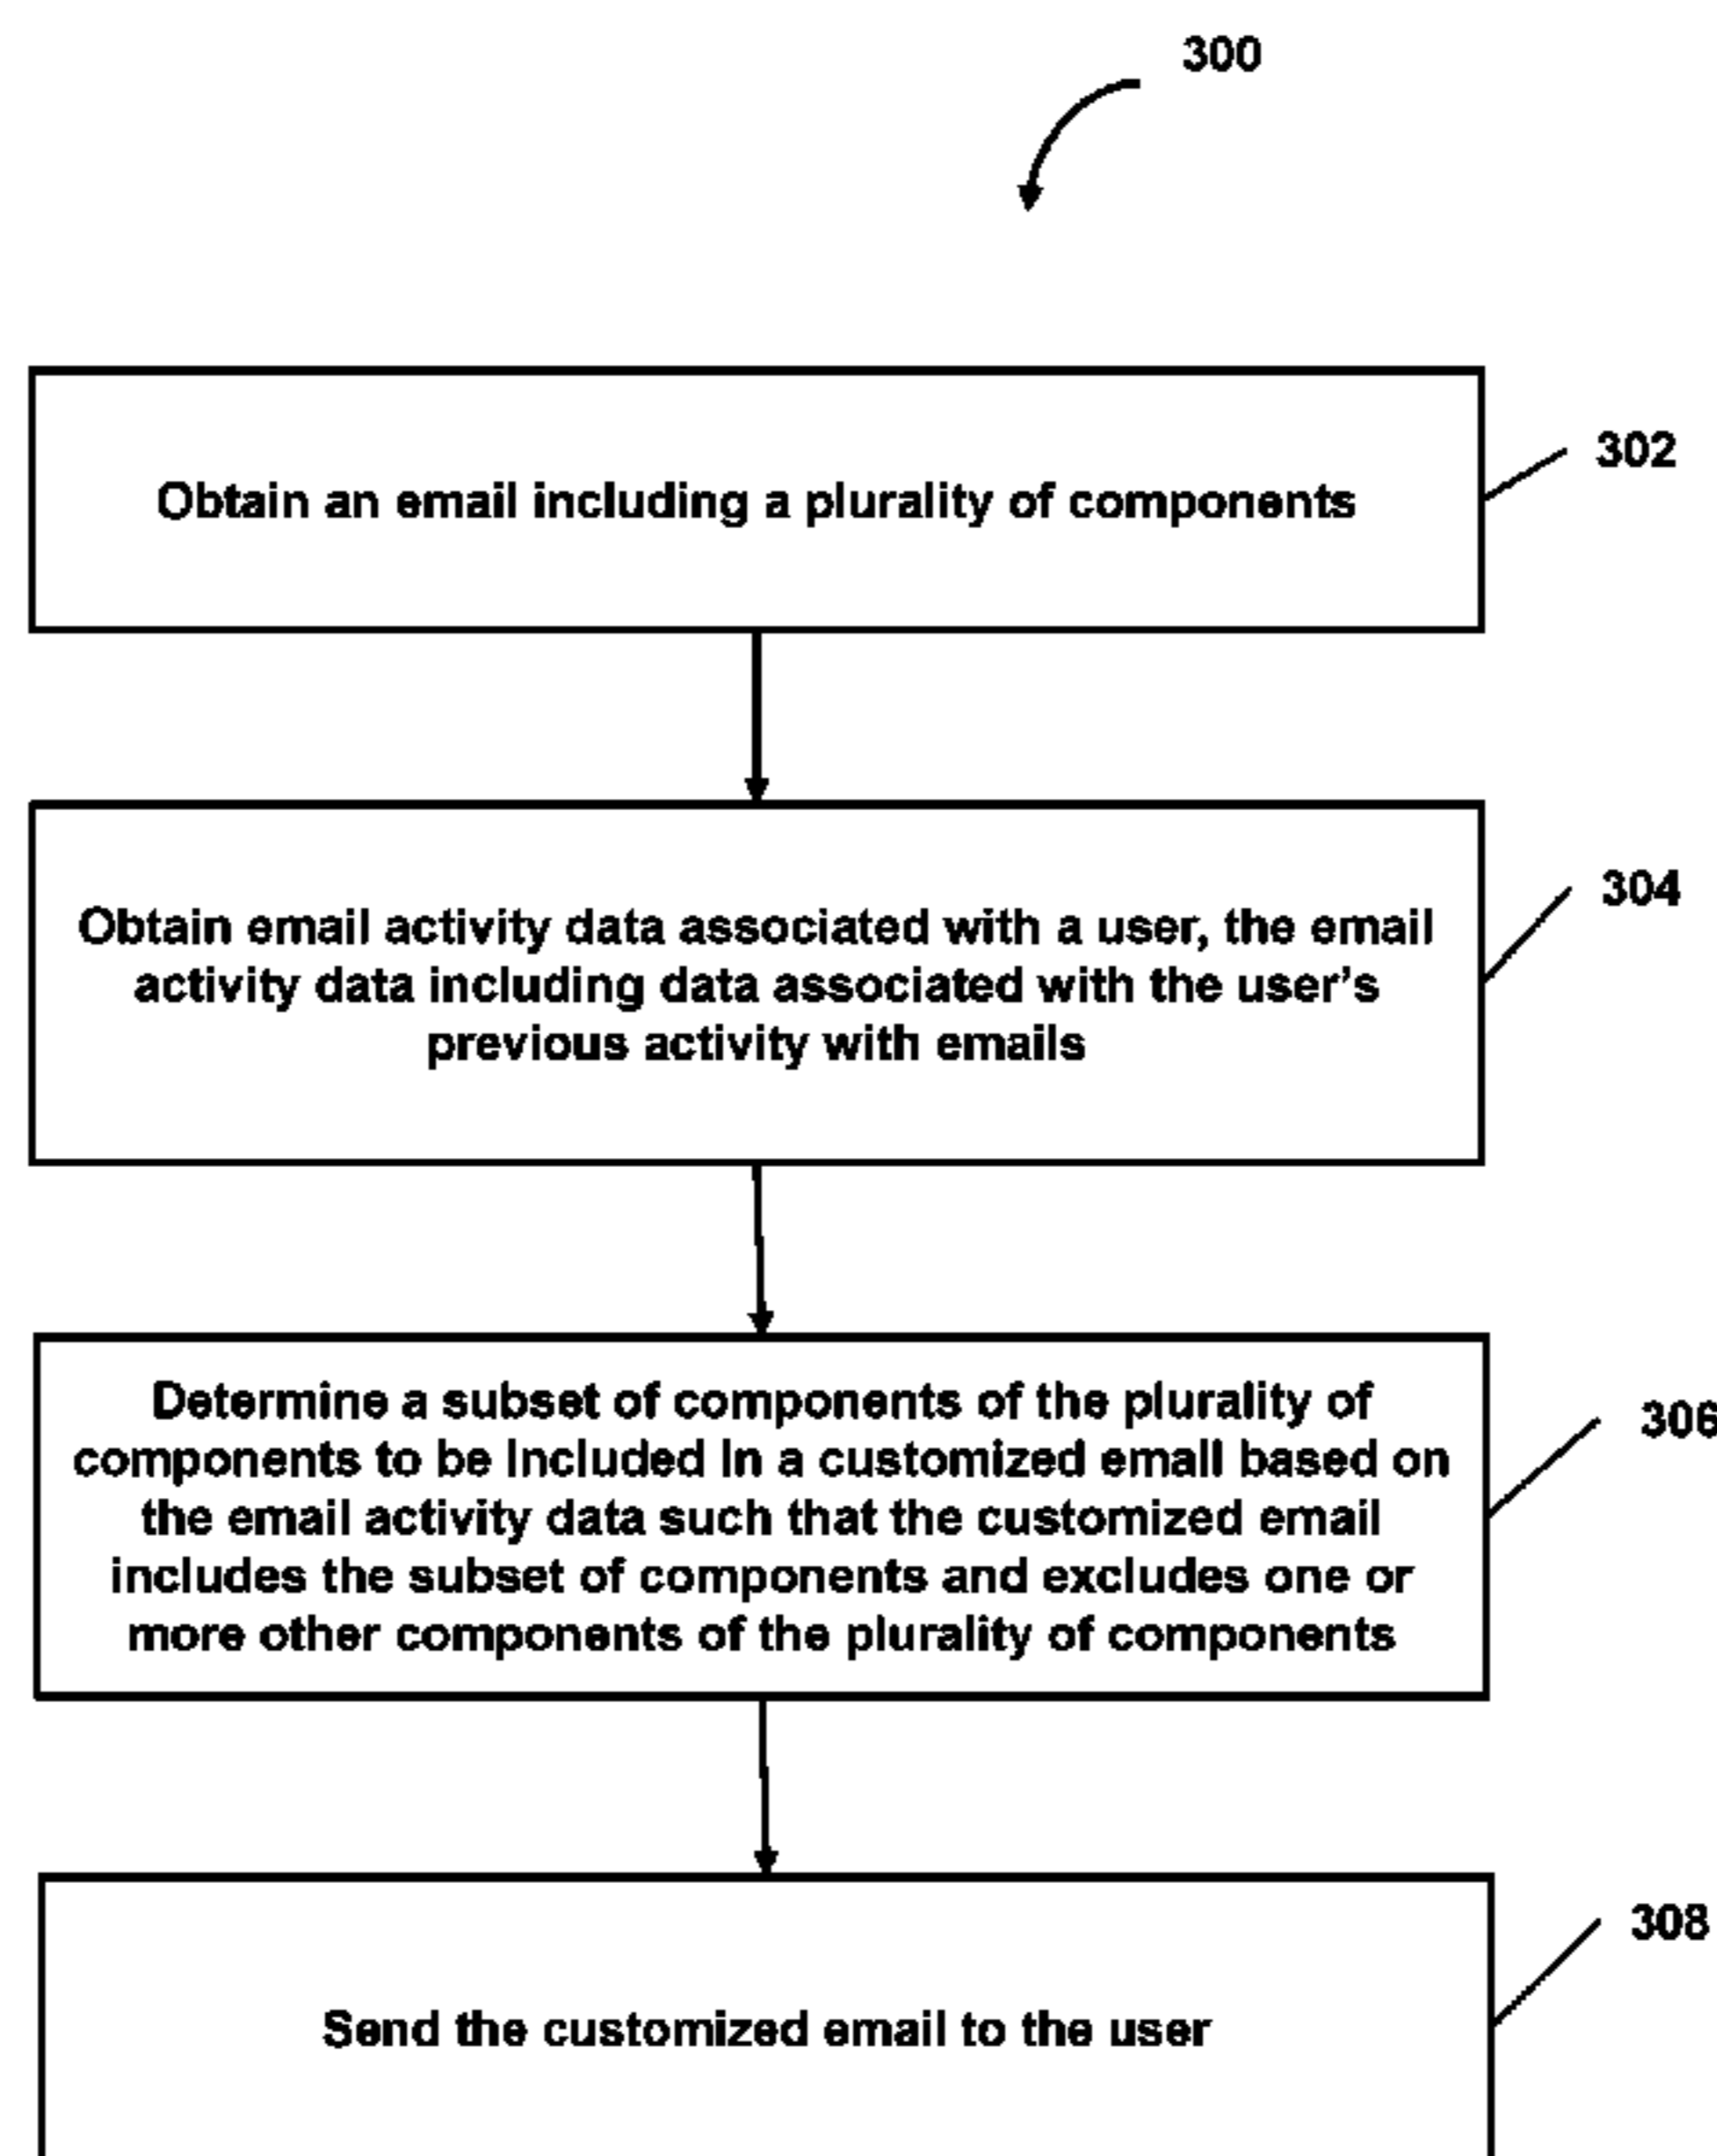 300
Obtain an email including a plurality of components
302
Obtain email activity data associated with a user, the email
activity data including data associated with the user's
previous activity with emails
304
Determine a subset of components of the plurality of
components to be included in a customized email based on
the email activity data such that the customized email
includes the subset of components and excludes one or
more other components of the plurality of components
306
Send the customized email to the user
308